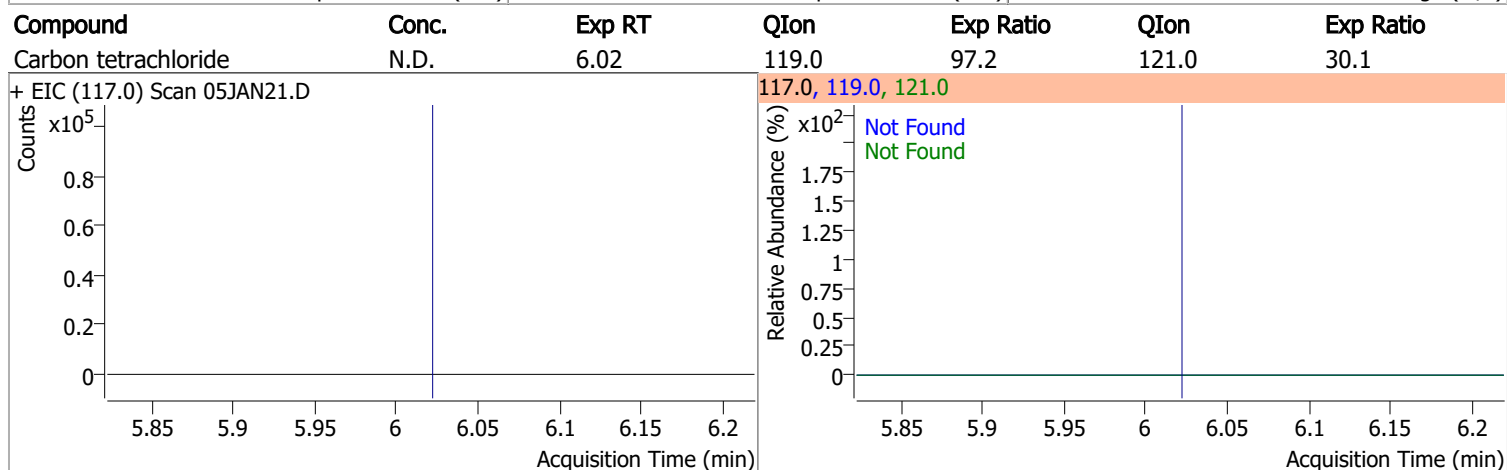 Compound Conc. Exp RT QIon Exp Ratio QIon Exp Ratio
Carbon tetrachloride N.D. 6.02 119.0 97.2 121.0 30.1
+ EIC (117.0) Scan 05JAN21.D
Counts
x10^5
0.8
0.6
0.4
0.2
0
5.85 5.9 5.95 6 6.05 6.1 6.15 6.2
Acquisition Time (min)
117.0, 119.0, 121.0
Relative Abundance (%)
x10^2
Not Found
Not Found
1.75
1.5
1.25
1
0.75
0.5
0.25
0
5.85 5.9 5.95 6 6.05 6.1 6.15 6.2
Acquisition Time (min)